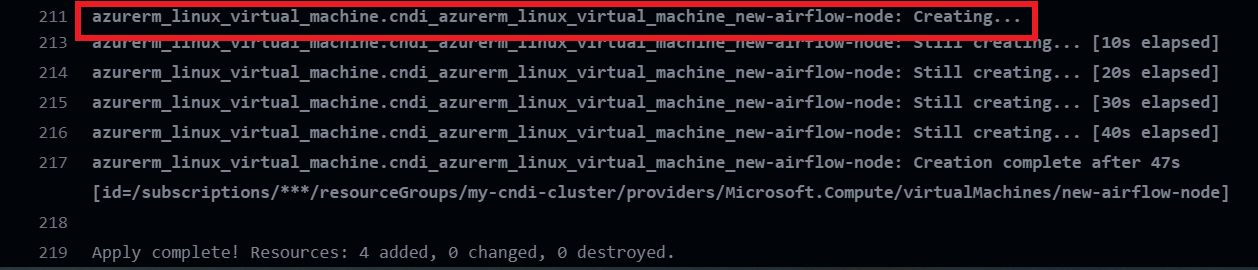 211 azurerm_linux_virtual_machine.cndi_azurerm_linux_virtual_machine_new-airflow-node: Creating...
213 azurerm_linux_virtual_machine.cndi_azurerm_linux_virtual_machine_new-airflow-node: Still creating... [10s elapsed]
214 azurerm_linux_virtual_machine.cndi_azurerm_linux_virtual_machine_new-airflow-node: Still creating... [20s elapsed]
215 azurerm_linux_virtual_machine.cndi_azurerm_linux_virtual_machine_new-airflow-node: Still creating... [30s elapsed]
216 azurerm_linux_virtual_machine.cndi_azurerm_linux_virtual_machine_new-airflow-node: Still creating... [40s elapsed]
217 azurerm_linux_virtual_machine.cndi_azurerm_linux_virtual_machine_new-airflow-node: Creation complete after 47s
[id=/subscriptions/***/resourceGroups/my-cndi-cluster/providers/Microsoft.Compute/virtualMachines/new-airflow-node]
218
219 Apply complete! Resources: 4 added, 0 changed, 0 destroyed.